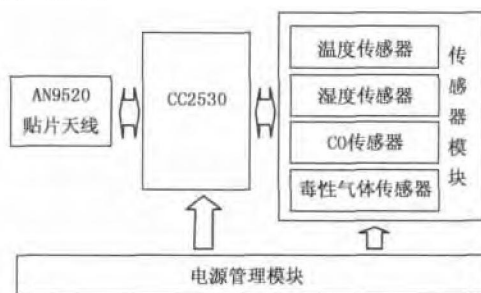 AN9520
贴片天线
CC2530
温度传感器
湿度传感器
CO传感器
毒性气体传感器
传感器模块
电源管理模块